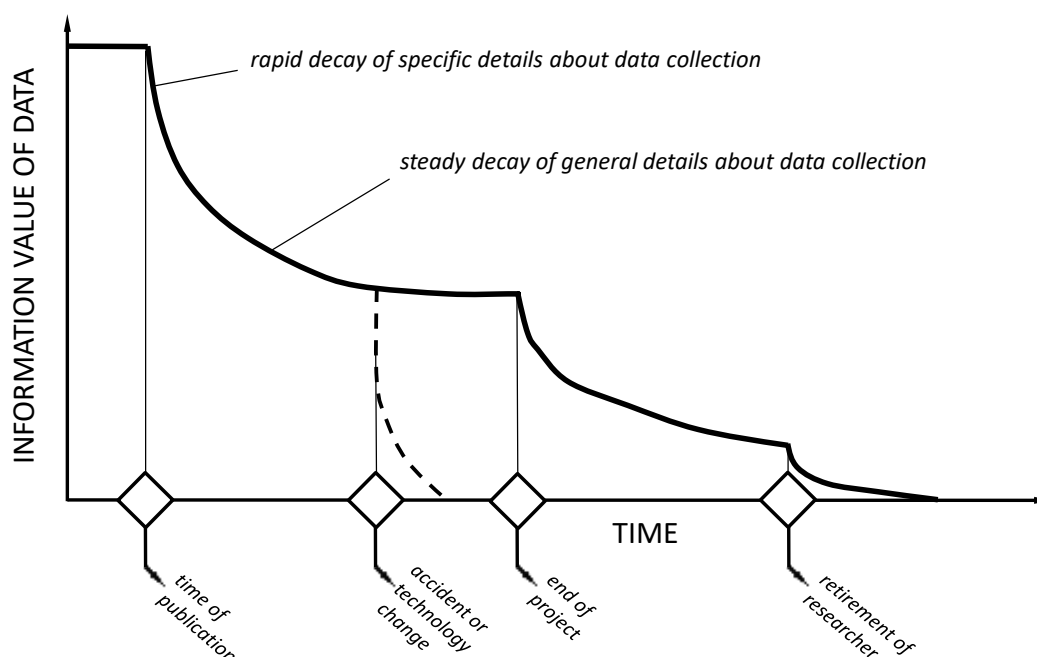 rapid decay of specific details about data collection
steady decay of general details about data collection
INFORMATION VALUE OF DATA
TIME
time of
publication
accident or
technology
change
end of
project
retirement of
researcher